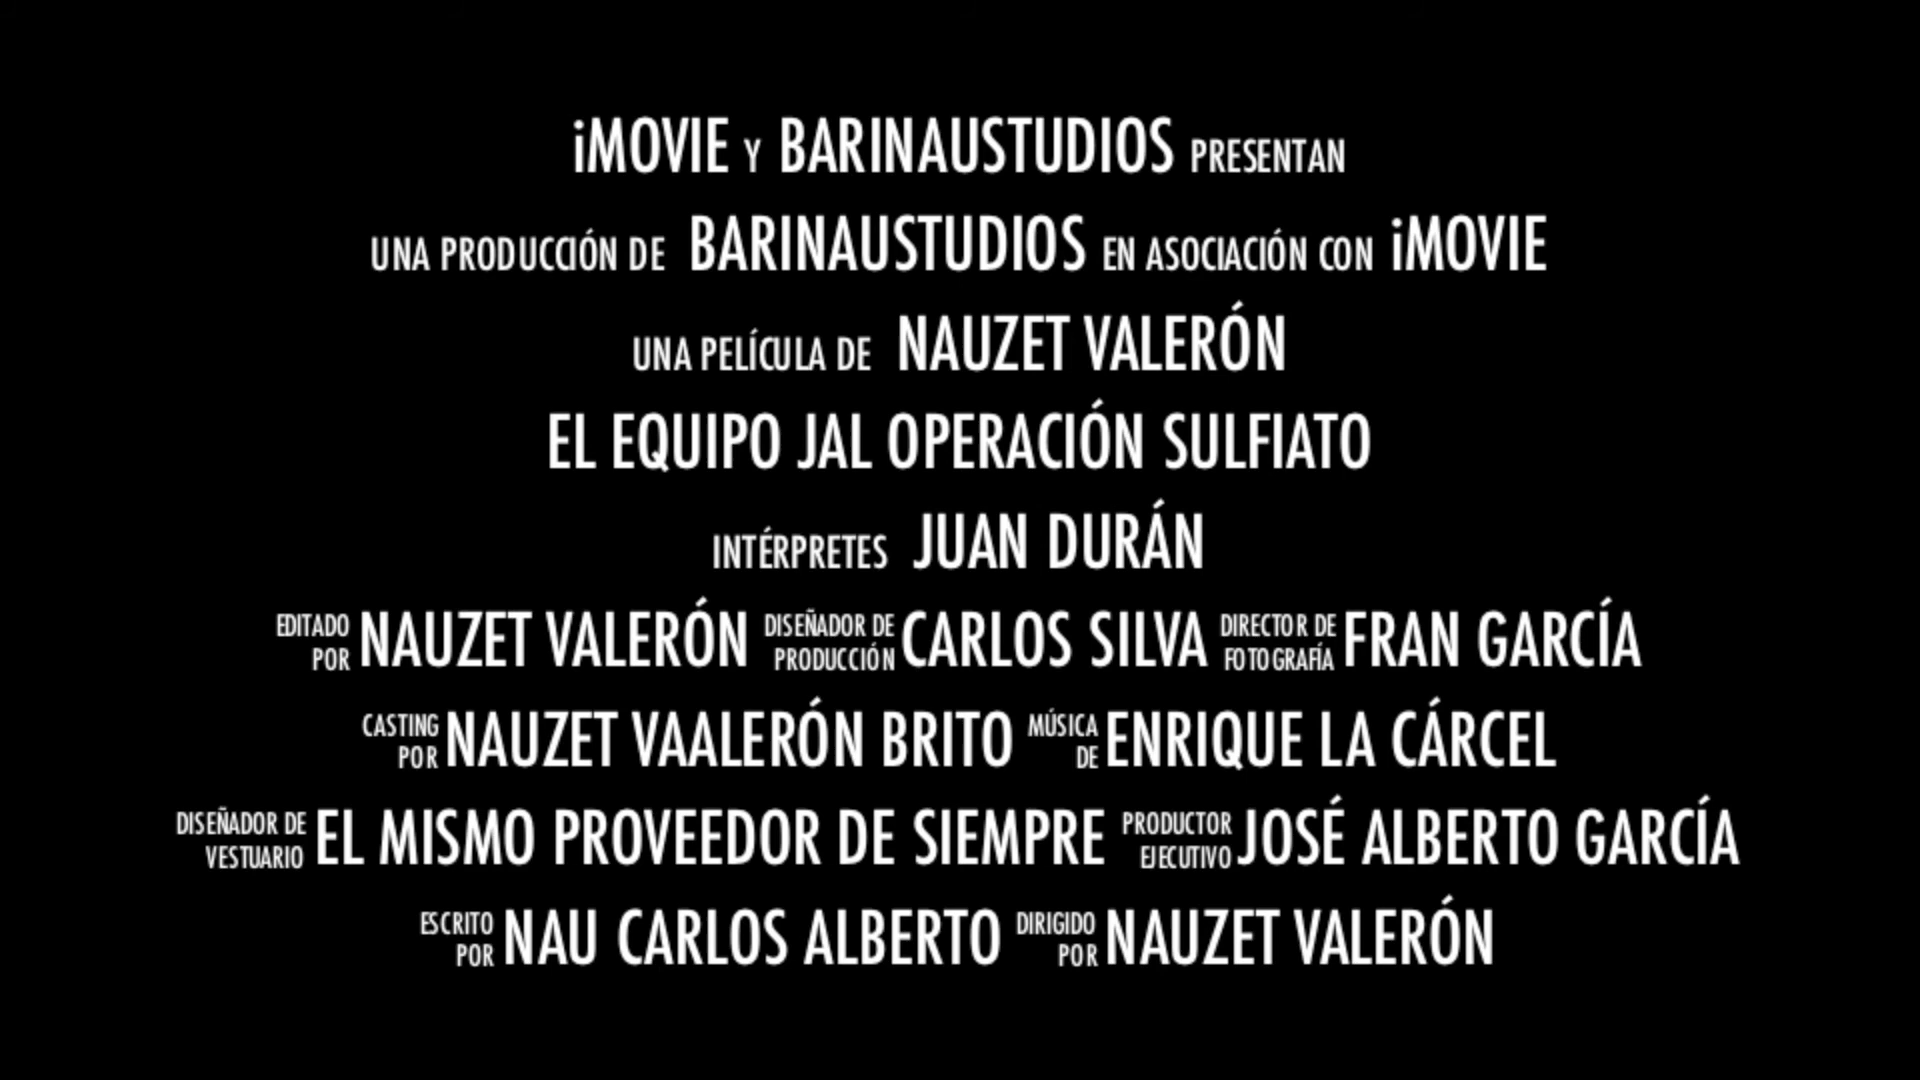 iMOVIE Y BARINAUSTUDIOS PRESENTAN
UNA PRODUCCIÓN DE BARINAUSTUDIOS EN ASOCIACIÓN CON iMOVIE
UNA PELÍCULA DE NAUZET VALERÓN
EL EQUIPO JAL OPERACIÓN SULFIATO
INTÉRPRETES JUAN DURÁN
EDITADO POR NAUZET VALERÓN DISEÑADOR DE PRODUCCIÓN CARLOS SILVA DIRECTOR DE FOTOGRAFÍA FRAN GARCÍA
CASTING POR NAUZET VAALERÓN BRITO MÚSICA DE ENRIQUE LA CÁRCEL
DISEÑADOR DE VESTUARIO EL MISMO PROVEEDOR DE SIEMPRE PRODUCTOR EJECUTIVO JOSÉ ALBERTO GARCÍA
ESCRITO POR NAU CARLOS ALBERTO DIRIGIDO POR NAUZET VALERÓN